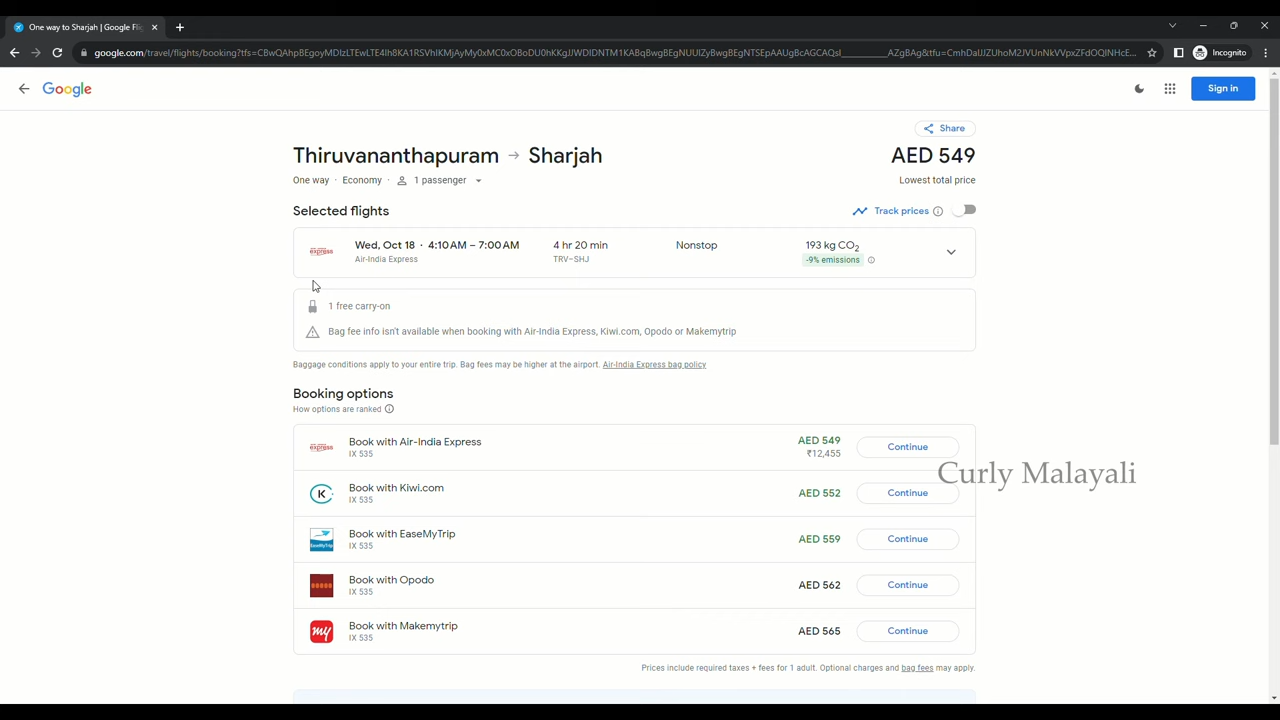 One way to Sharjah | Google Fli
google.com/travel/flights/booking?tfs=
Incognito
Google
Sign in
Share
Thiruvananthapuram → Sharjah
AED 549
One way · Economy · 1 passenger
Lowest total price
Selected flights
Track prices
express
Wed, Oct 18 · 4:10 AM – 7:00 AM
4 hr 20 min
Nonstop
193 kg CO2
Air-India Express
TRV–SHJ
-9% emissions
1 free carry-on
Bag fee info isn't available when booking with Air-India Express, Kiwi.com, Opodo or Makemytrip
Baggage conditions apply to your entire trip. Bag fees may be higher at the airport. Air-India Express bag policy
Booking options
How options are ranked
express
Book with Air-India Express
AED 549
Continue
IX 535
₹12,455
Curly Malayali
K
Book with Kiwi.com
AED 552
Continue
IX 535
Book with EaseMyTrip
AED 559
Continue
EaseMyTrip
IX 535
Book with Opodo
AED 562
Continue
IX 535
my
Book with Makemytrip
AED 565
Continue
IX 535
Prices include required taxes + fees for 1 adult. Optional charges and bag fees may apply.